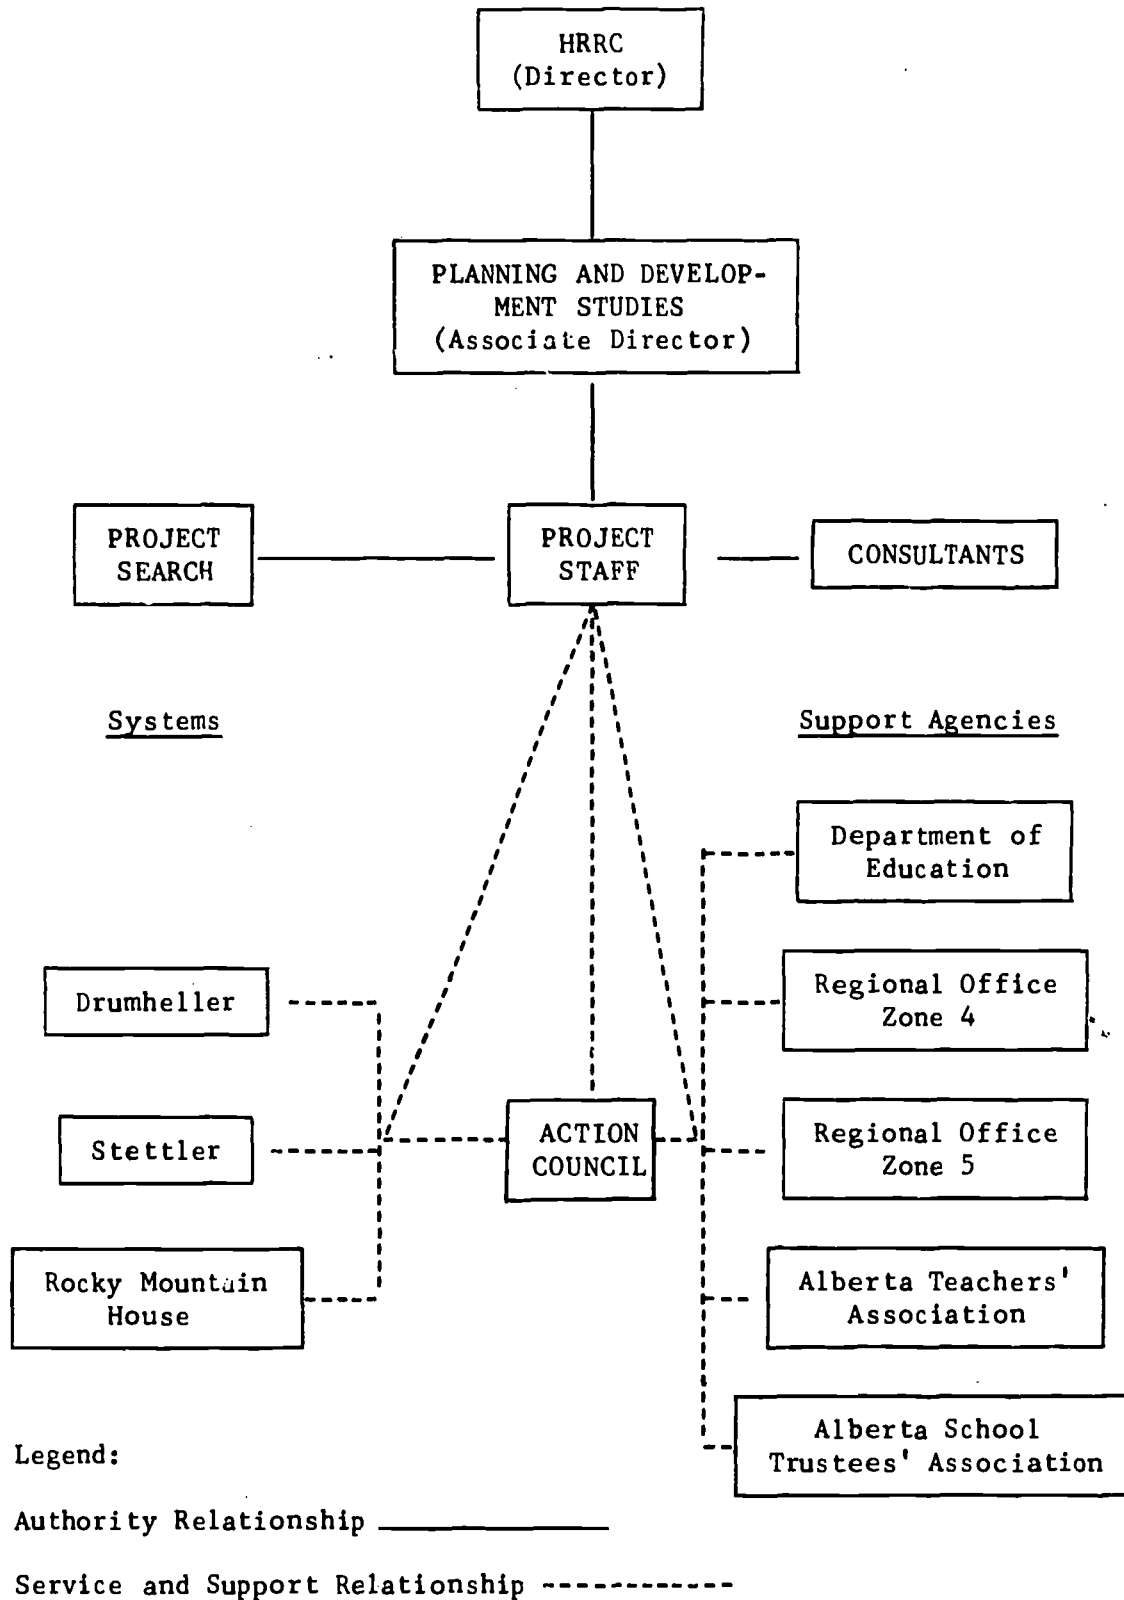 HRRC
(Director)
PLANNING AND DEVELOP-
MENT STUDIES
(Associate Director)
PROJECT
SEARCH
PROJECT
STAFF
CONSULTANTS
Systems
Support Agencies
Department of
Education
Drumheller
Regional Office
Zone 4
Stettler
ACTION
COUNCIL
Regional Office
Zone 5
Rocky Mountain
House
Alberta Teachers'
Association
Alberta School
Trustees' Association
Legend:
Authority Relationship
Service and Support Relationship